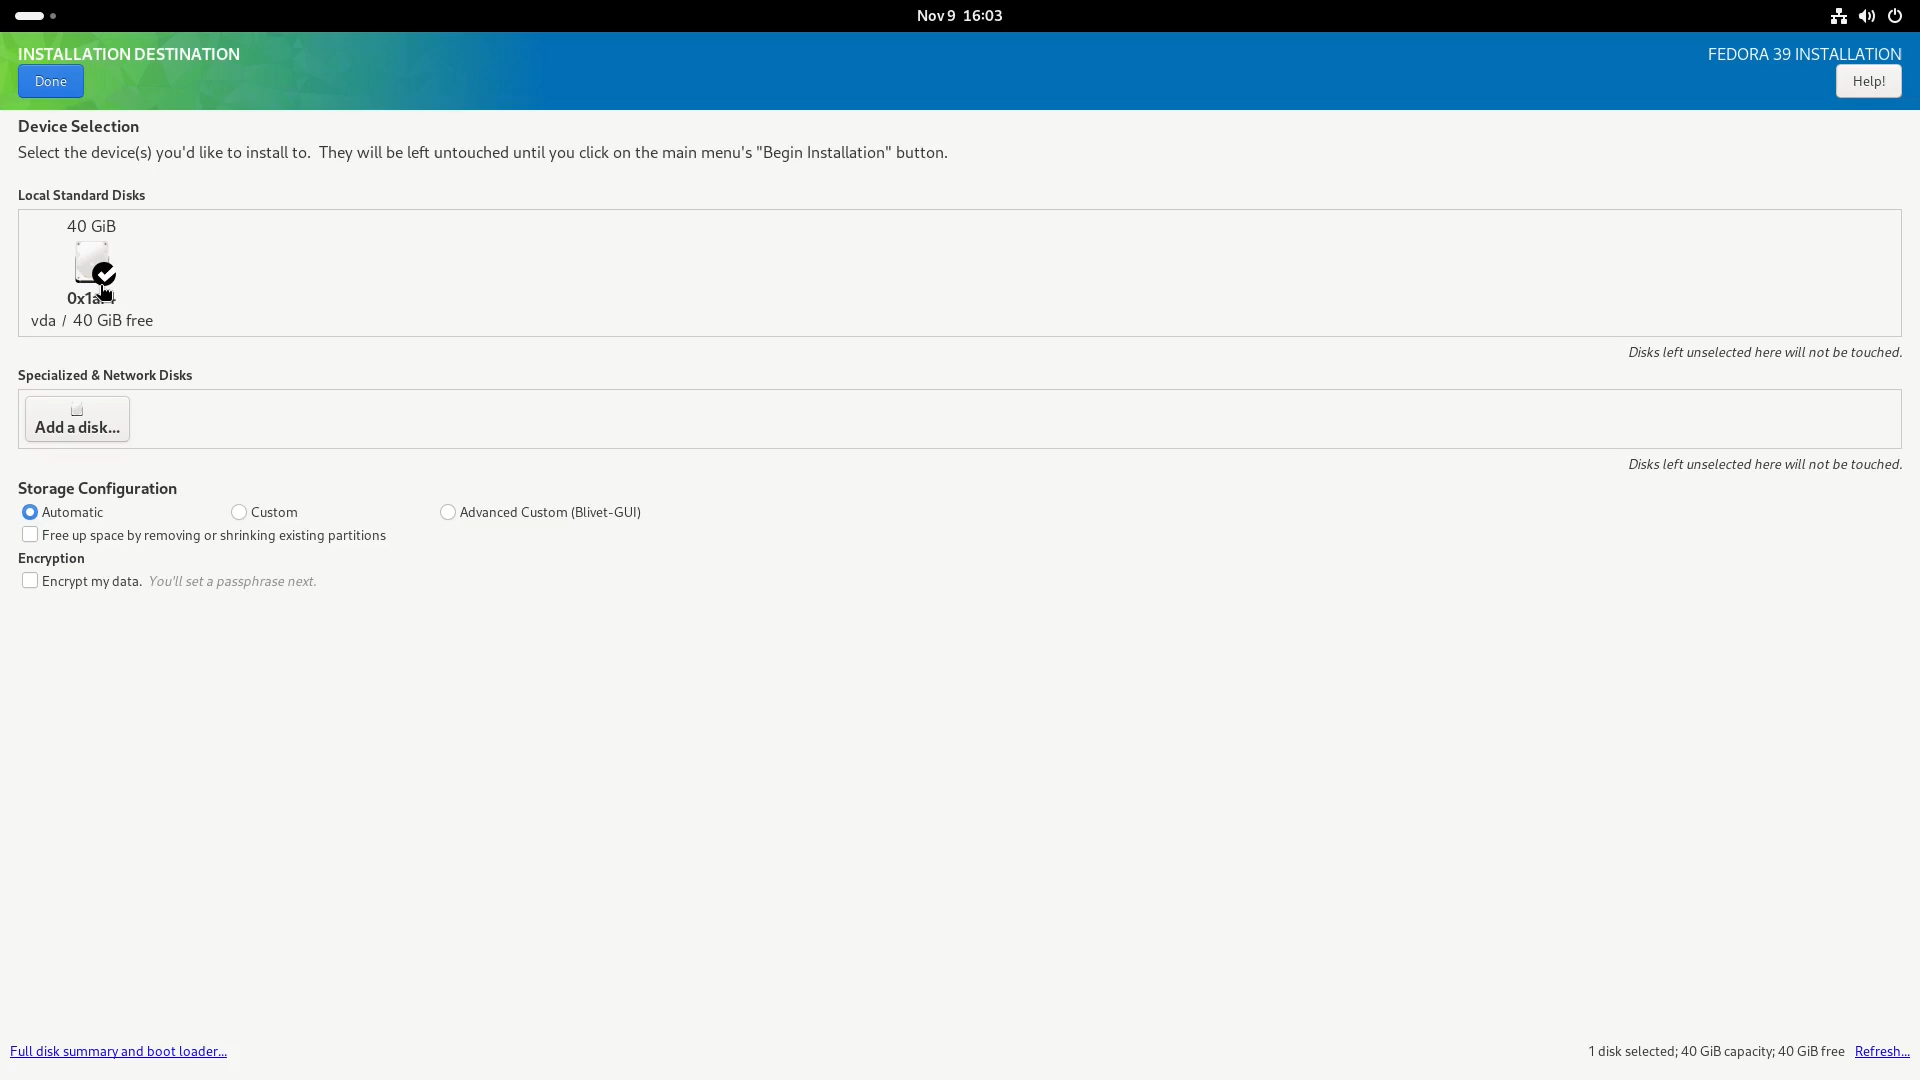 Nov 9 16:03
INSTALLATION DESTINATION
FEDORA 39 INSTALLATION
Done
Help!
Device Selection
Select the device(s) you'd like to install to. They will be left untouched until you click on the main menu's "Begin Installation" button.
Local Standard Disks
40 GiB
vda / 40 GiB free
Disks left unselected here will not be touched.
Specialized & Network Disks
Add a disk...
Disks left unselected here will not be touched.
Storage Configuration
Automatic
Custom
Advanced Custom (Blivet-GUI)
Free up space by removing or shrinking existing partitions
Encryption
Encrypt my data. You'll set a passphrase next.
Full disk summary and boot loader...
1 disk selected; 40 GiB capacity; 40 GiB free
Refresh...